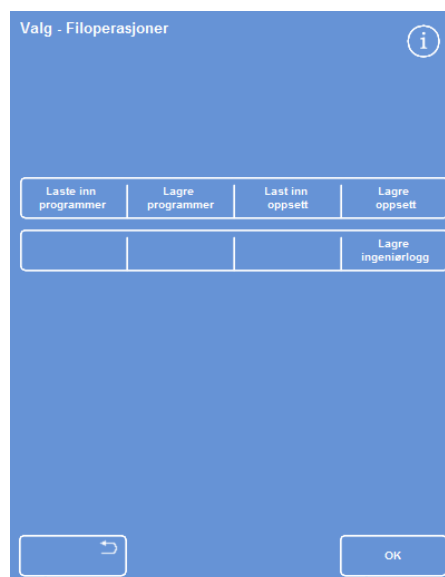 Valg - Filoperasjoner
i
Laste inn
programmer
Lagre
programmer
Last inn
oppsett
Lagre
oppsett
Lagre
ingeniørlogg
OK